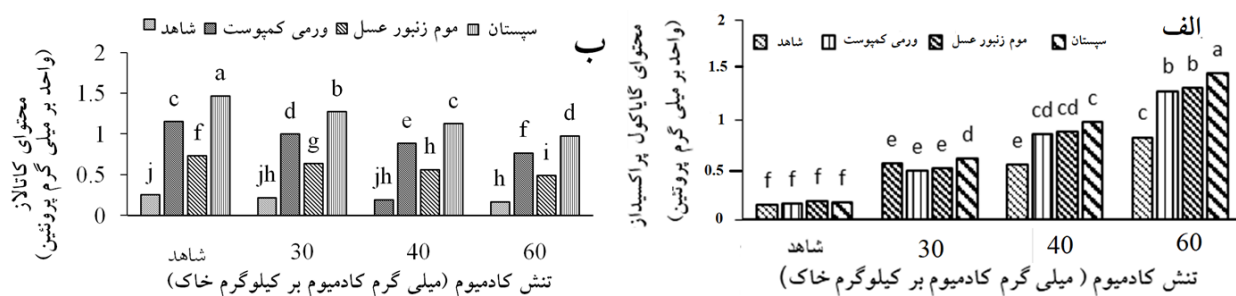 الف
شاهد ورمی کمپوست موم زنبور عسل سپستان
محتوای گایاکول پراکسیداز
(واحد بر میلی گرم پروتئین)
2
1.5
1
0.5
0
f f f f
e e e d
e cd cd c
c b b a
شاهد 30 40 60
تنش کادمیوم ( میلی گرم کادمیوم بر کیلوگرم خاک)
ب
شاهد ورمی کمپوست موم زنبور عسل سپستان
محتوای کاتالاز
(واحد بر میلی گرم پروتئین)
2
1.5
1
0.5
0
j c f a
jh d g b
jh e h c
h f i d
شاهد 30 40 60
تنش کادمیوم (میلی گرم کادمیوم بر کیلوگرم خاک)